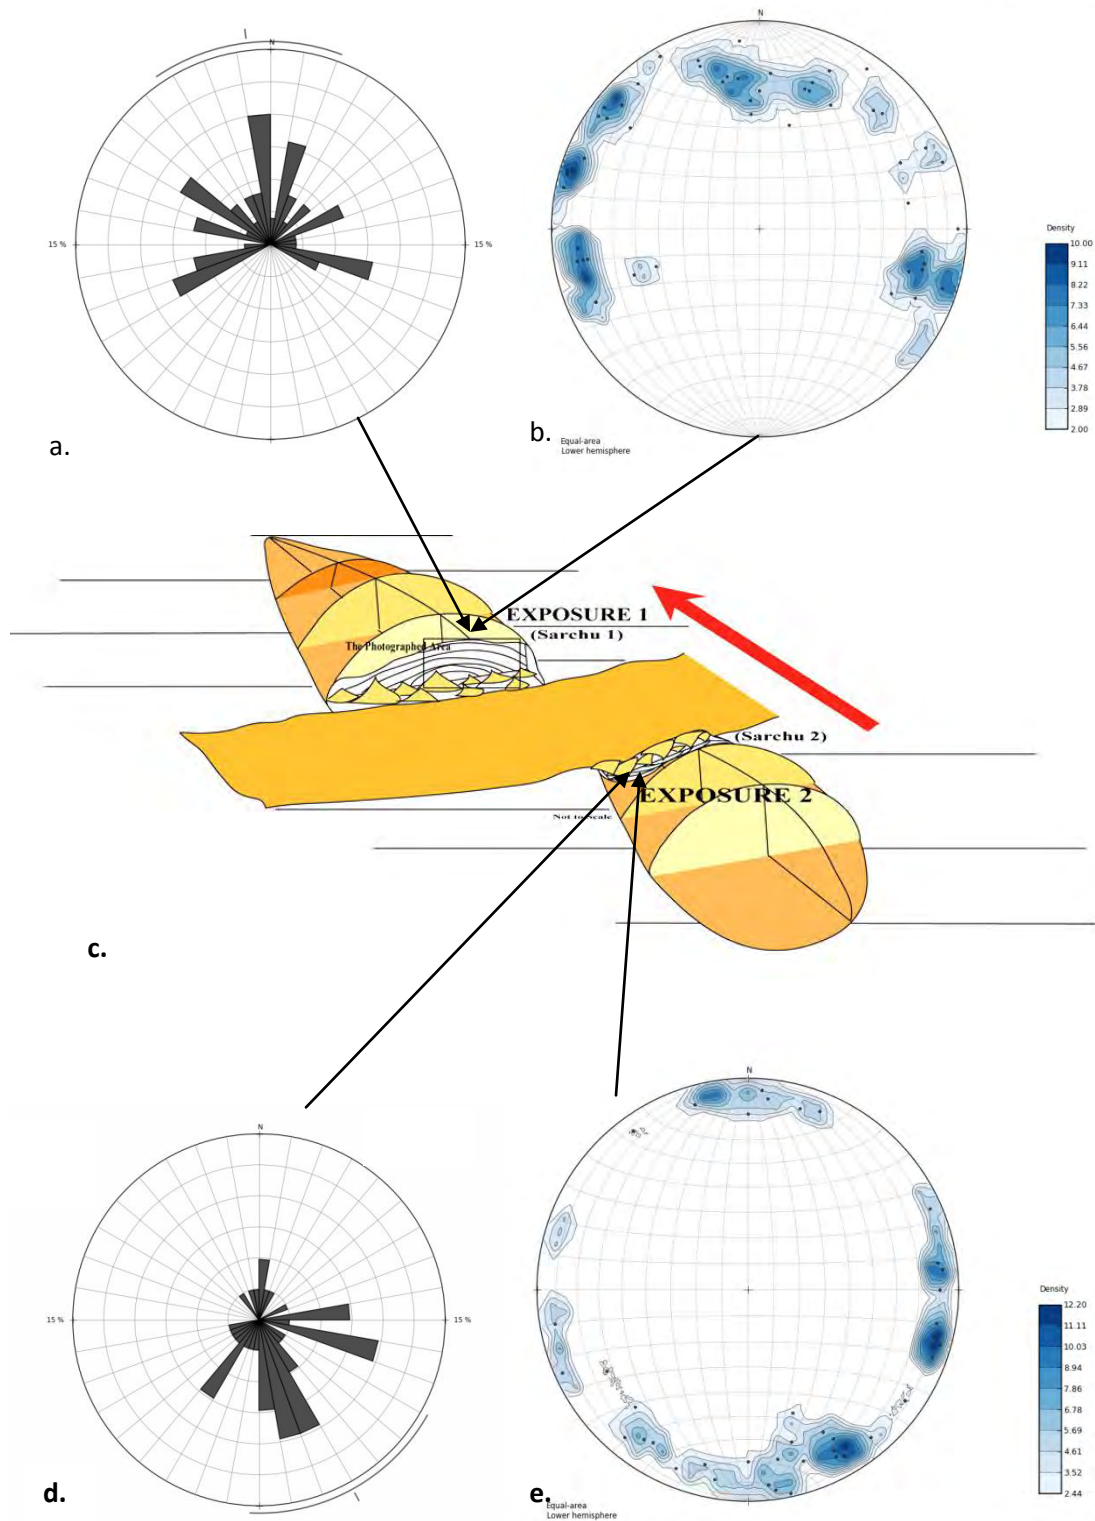 N
15 %
15 %
a.
N
b.
Equal-area
Lower hemisphere
Density
10.00
9.11
8.22
7.33
6.44
5.56
4.67
3.78
2.89
2.00
EXPOSURE 1
(Sarchu 1)
The Photographed Area
(Sarchu 2)
EXPOSURE 2
Not to Scale
c.
N
15 %
15 %
d.
N
e.
Equal-area
Lower hemisphere
Density
12.20
11.11
10.03
8.94
7.86
6.78
5.69
4.61
3.52
2.44